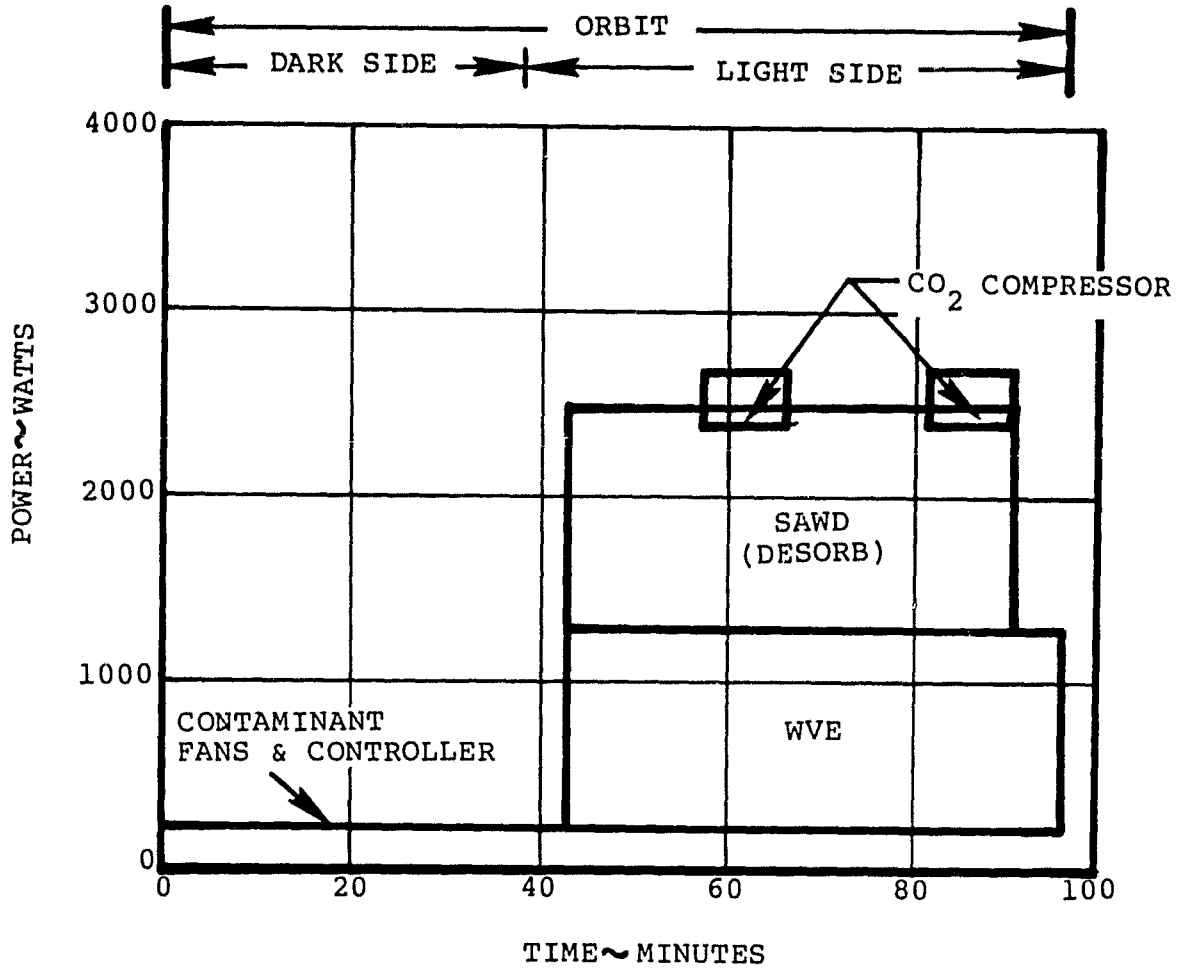 ORBIT
DARK SIDE
LIGHT SIDE
4000
3000
2000
1000
0
POWER~WATTS
CO2 COMPRESSOR
SAWD
(DESORB)
WVE
CONTAMINANT
FANS & CONTROLLER
0 20 40 60 80 100
TIME~MINUTES